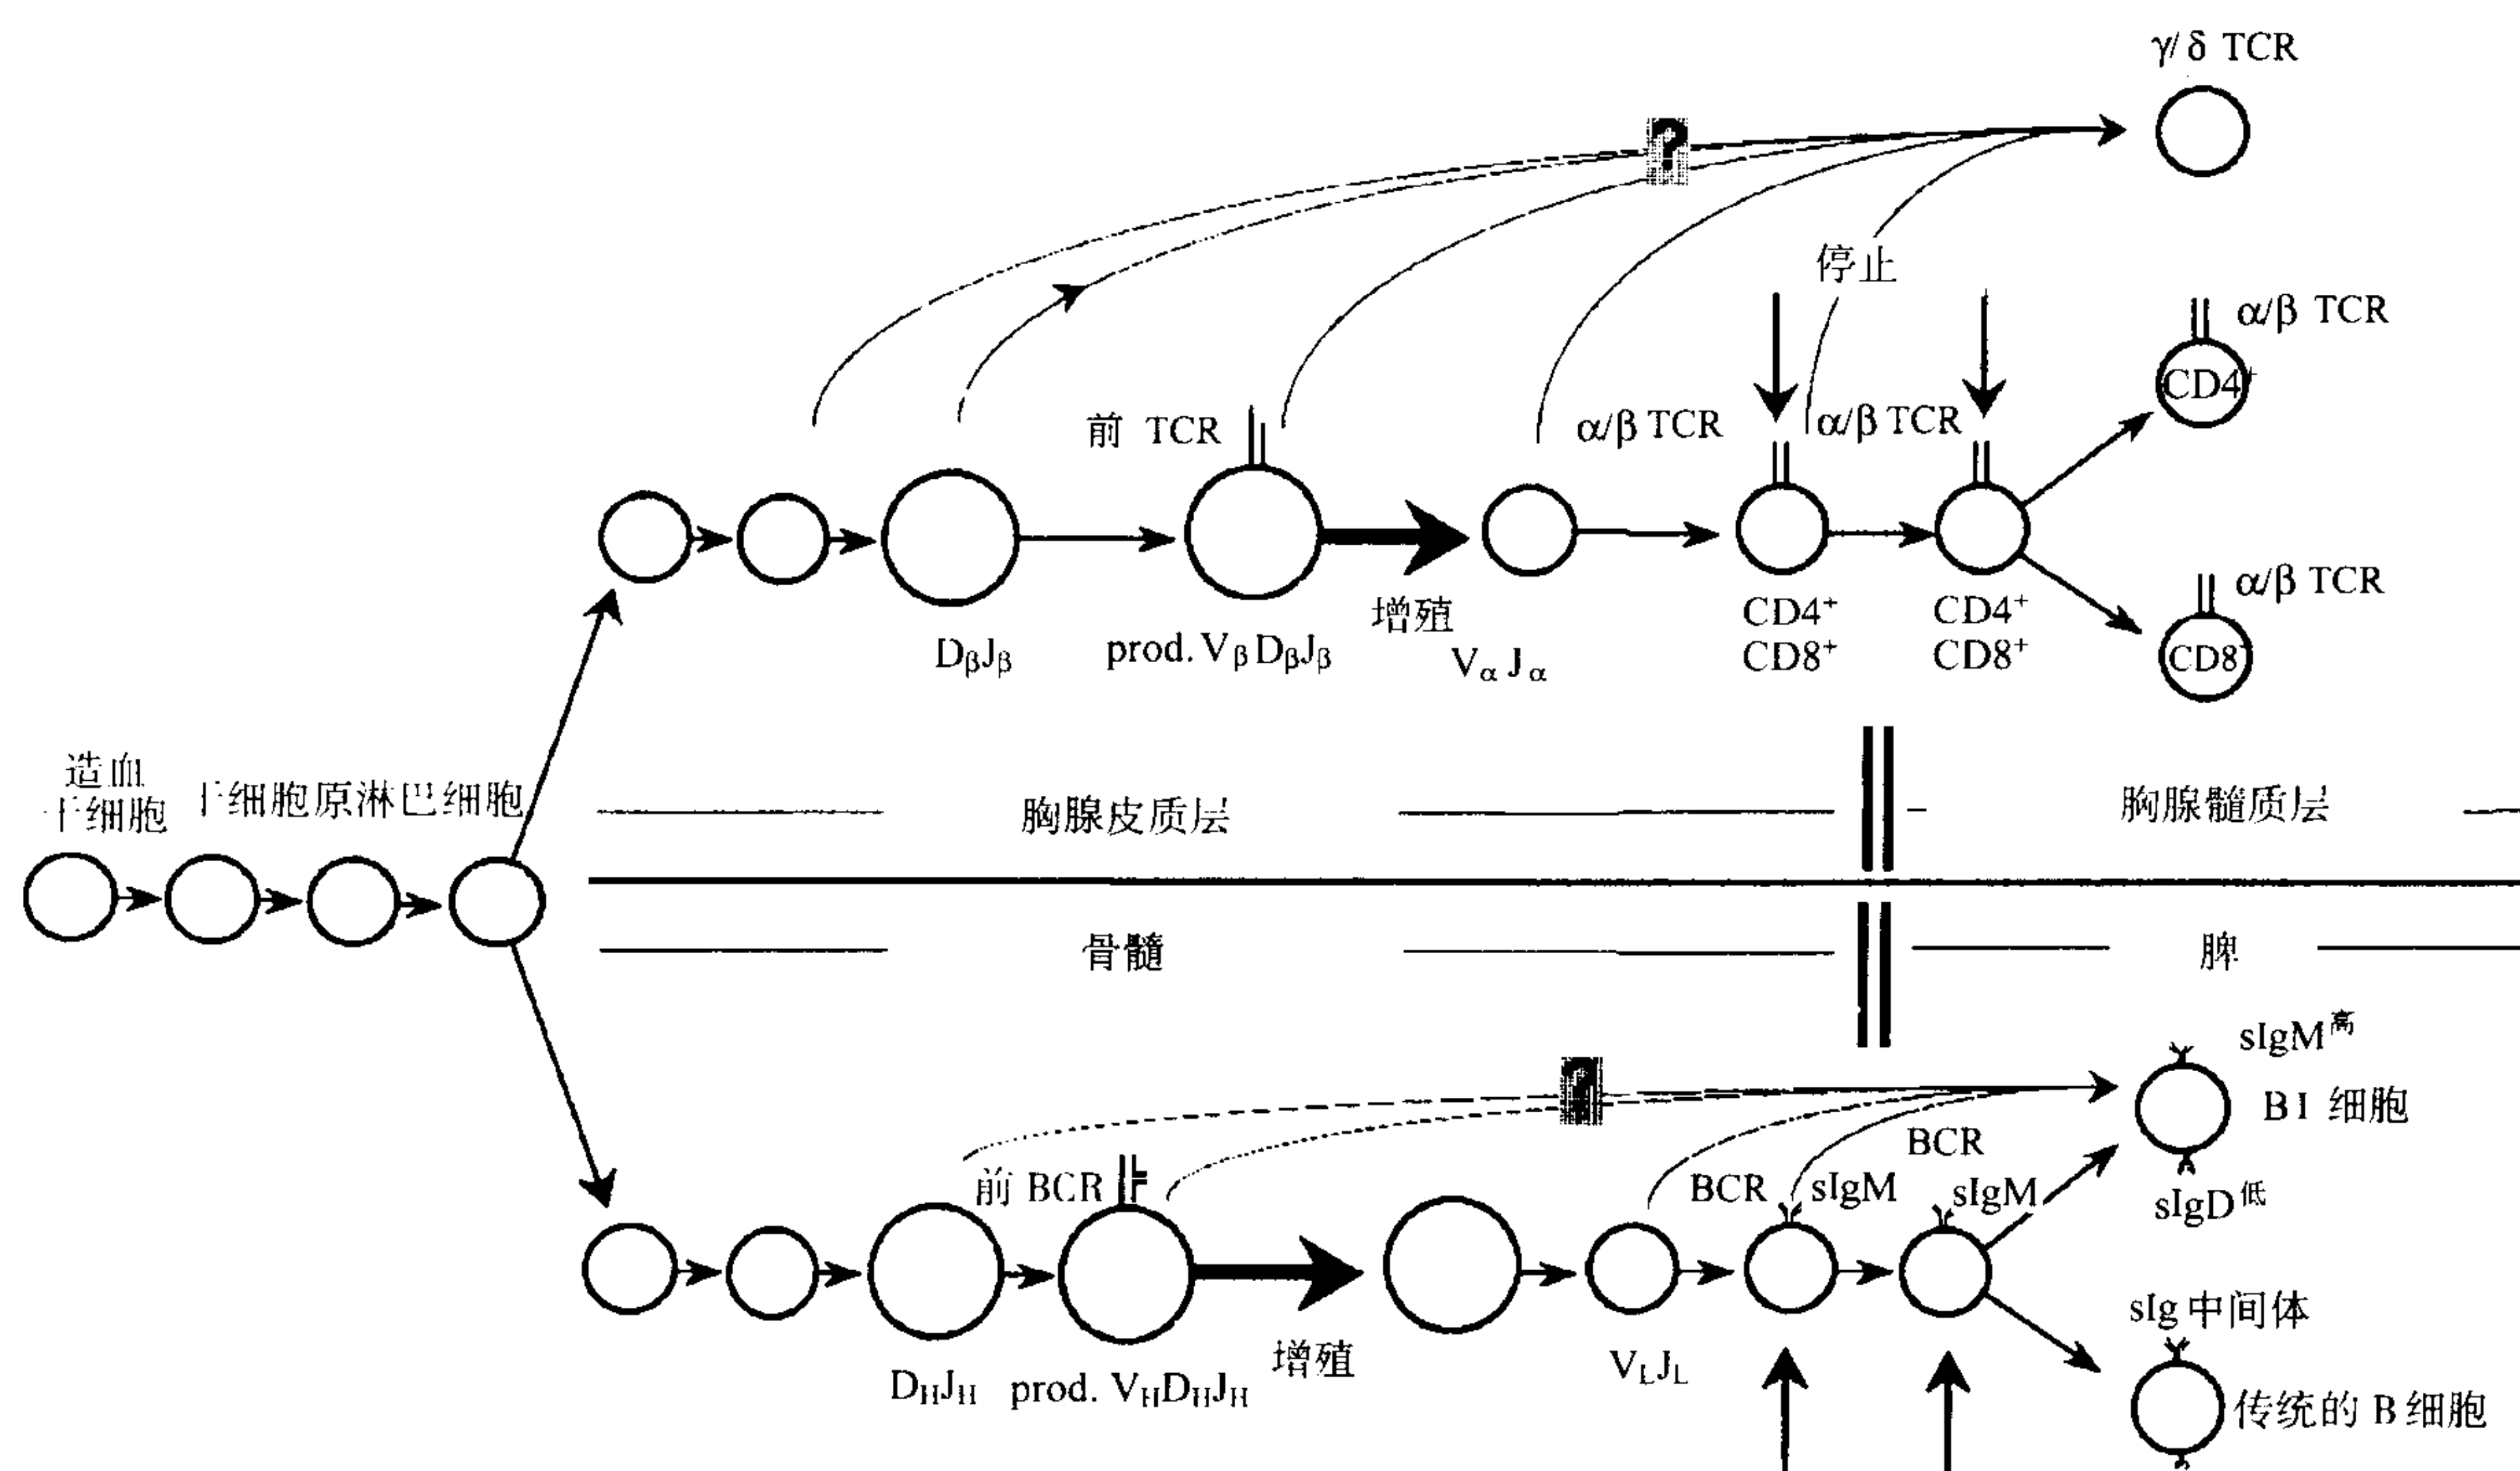 γ/δ TCR
?
停止
α/β TCR
CD4⁺
前 TCR
α/β TCR
α/β TCR
α/β TCR
CD8⁺
增殖
CD4⁺
CD8⁺
CD4⁺
CD8⁺
DβJβ
prod. VβDβJβ
Vα Jα
造血
干细胞
干细胞原淋巴细胞
胸腺皮质层
胸腺髓质层
骨髓
脾
sIgM高
?
B1 细胞
BCR
前 BCR
BCR
sIgM
sIgM
sIgD低
sIg 中间体
增殖
VLJL
DHJH
prod. VHDHJH
传统的 B 细胞